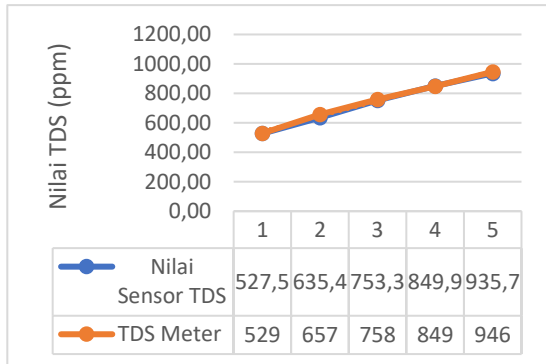 Nilai TDS (ppm)
1200,00
1000,00
800,00
600,00
400,00
200,00
0,00
1 2 3 4 5
Nilai Sensor TDS 527,5 635,4 753,3 849,9 935,7
TDS Meter 529 657 758 849 946